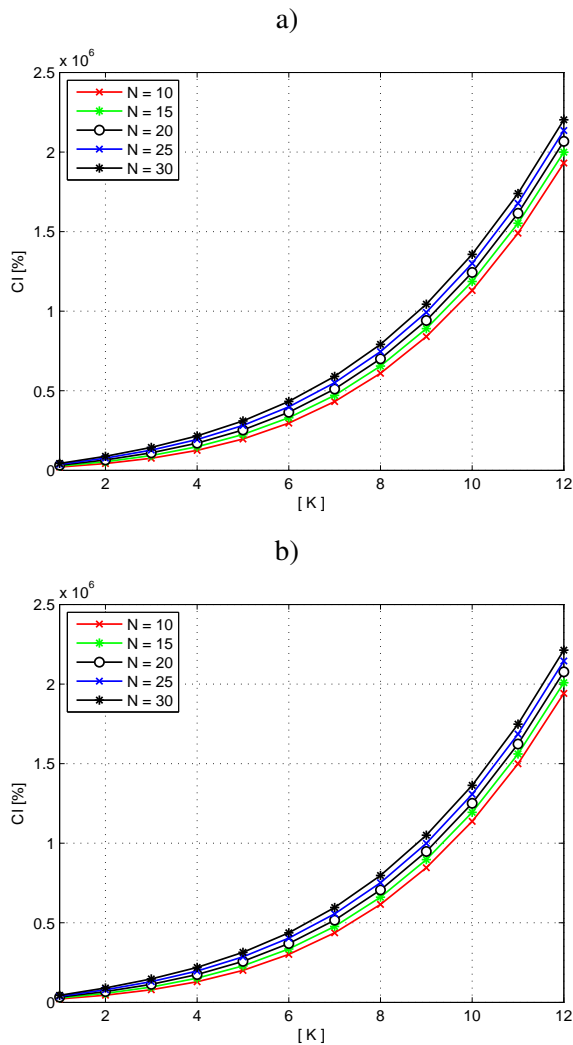 a)
x 10^6
2.5
2
1.5
1
0.5
0
CI [%]
N = 10
N = 15
N = 20
N = 25
N = 30
2 4 6 8 10 12
[ K ]
b)
x 10^6
2.5
2
1.5
1
0.5
0
CI [%]
N = 10
N = 15
N = 20
N = 25
N = 30
2 4 6 8 10 12
[ K ]